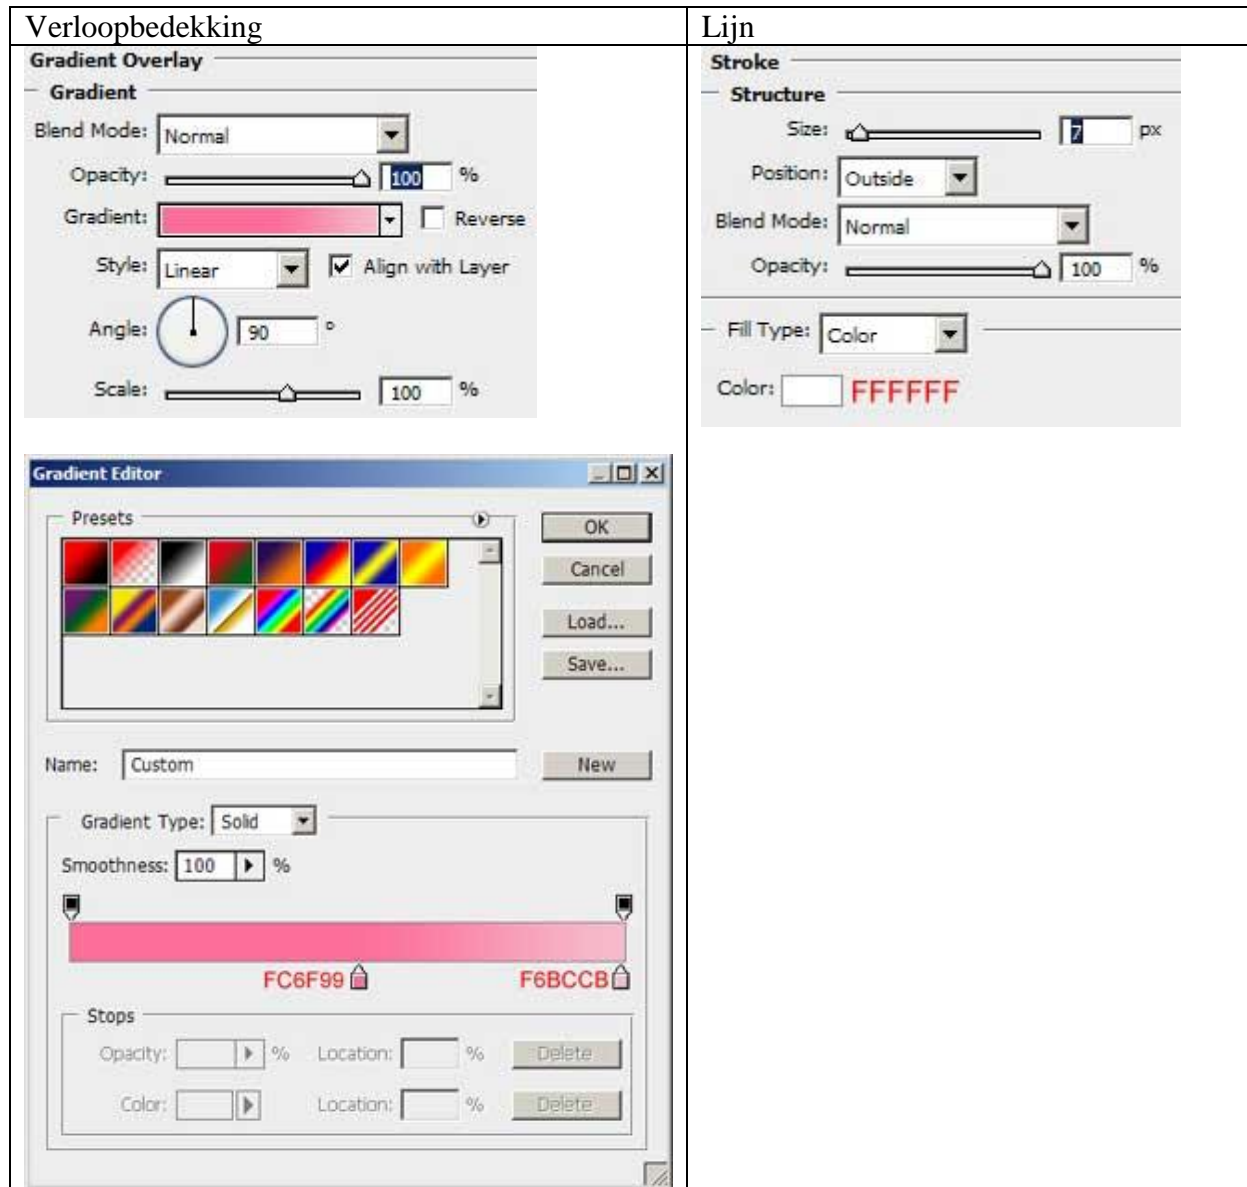 Verloopbedekking
Gradient Overlay
Gradient
Blend Mode: Normal
Opacity: 100 %
Gradient: Reverse
Style: Linear Align with Layer
Angle: 90 °
Scale: 100 %
Gradient Editor
Presets
OK
Cancel
Load...
Save...
Name: Custom New
Gradient Type: Solid
Smoothness: 100 %
FC6F99 F6BCCB
Stops
Opacity: % Location: % Delete
Color: Location: % Delete
Lijn
Stroke
Structure
Size: 7 px
Position: Outside
Blend Mode: Normal
Opacity: 100 %
Fill Type: Color
Color: FFFFFF